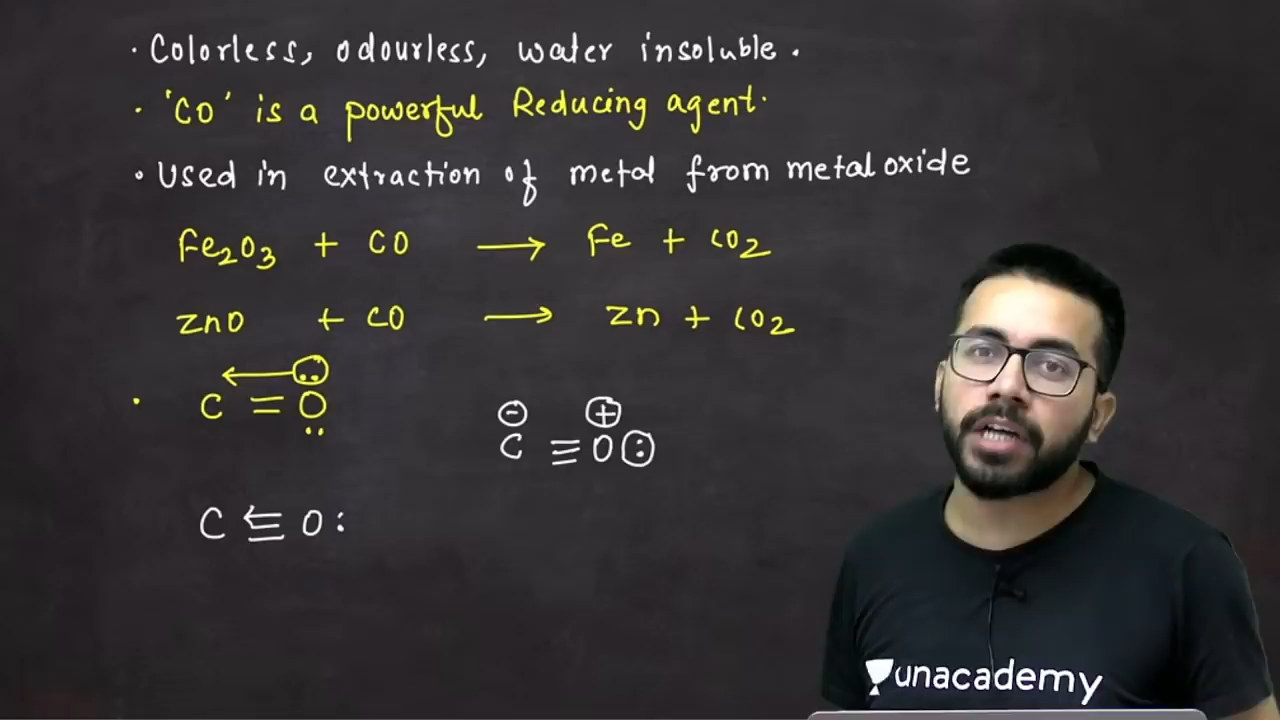 · Colorless, odourless, water insoluble.
· 'CO' is a powerful Reducing agent.
• Used in extraction of metal from metal oxide
Fe₂O₃ + CO ⟶ Fe + CO₂
ZnO + CO ⟶ Zn + CO₂
· C = O
⊖ ⊕
C ≡ O :
C ≡ O :
unacademy